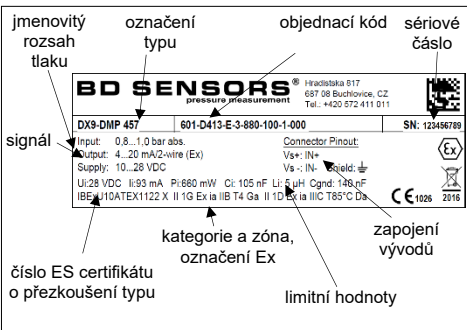 jmenovitý rozsah tlaku
označení typu
objednací kód
sériové čáslo
signál
BD SENSORS®
pressure measurement
Hradistska 817
687 08 Buchlovice, CZ
Tel.: +420 572 411 011
DX9-DMP 457
601-D413-E-3-880-100-1-000
SN: 123456789
Input: 0,8...1,0 bar abs.
Output: 4...20 mA/2-wire (Ex)
Supply: 10...28 VDC
Connector Pinout:
Vs+: IN+
Vs -: IN- Shield:
Ui:28 VDC Ii:93 mA Pi:660 mW Ci: 105 nF Li: 5 µH Cgnd: 140 nF
IBExU10ATEX1122 X II 1G Ex ia IIB T4 Ga II 1D Ex ia IIIC T85°C Da
Ex
CE 1026 2016
číslo ES certifikátu o přezkoušení typu
kategorie a zóna, označení Ex
limitní hodnoty
zapojení vývodů